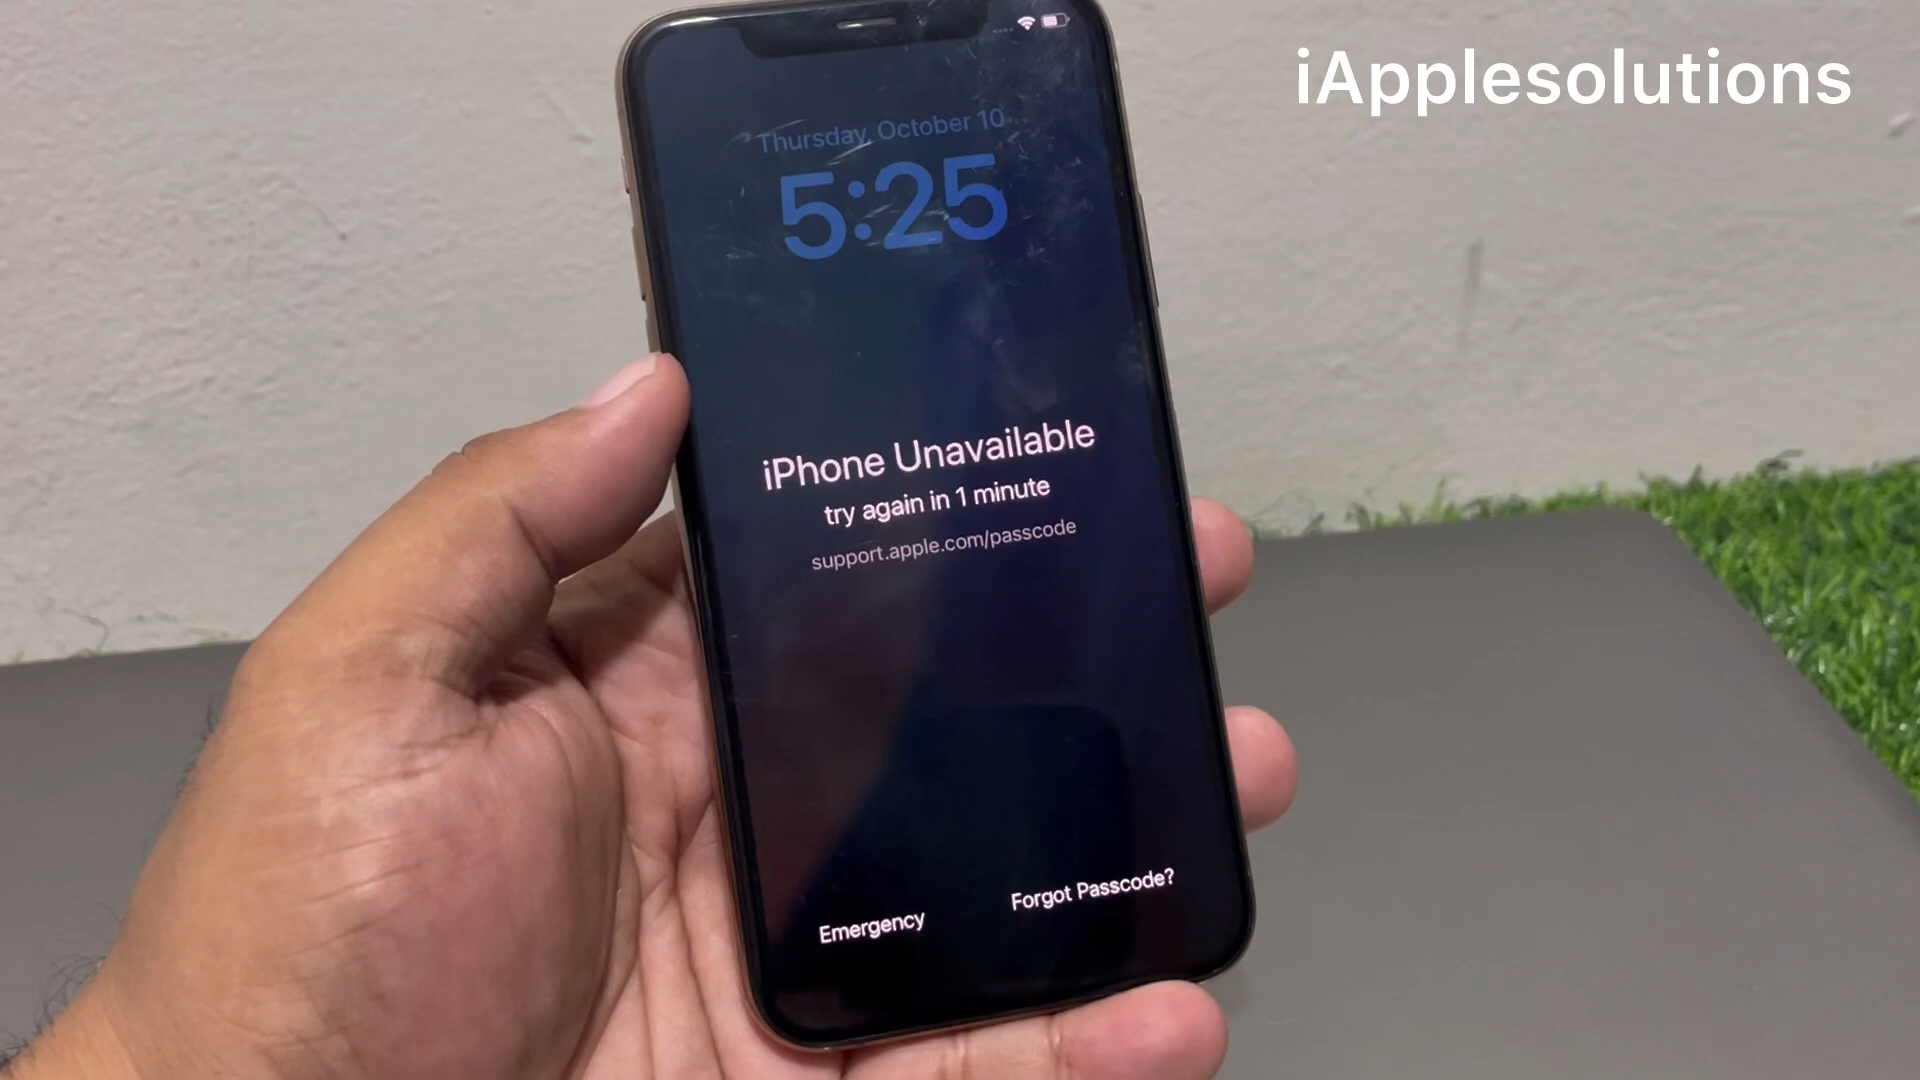 iApplesolutions
Thursday, October 10
5:25
iPhone Unavailable
try again in 1 minute
support.apple.com/passcode
Forgot Passcode?
Emergency